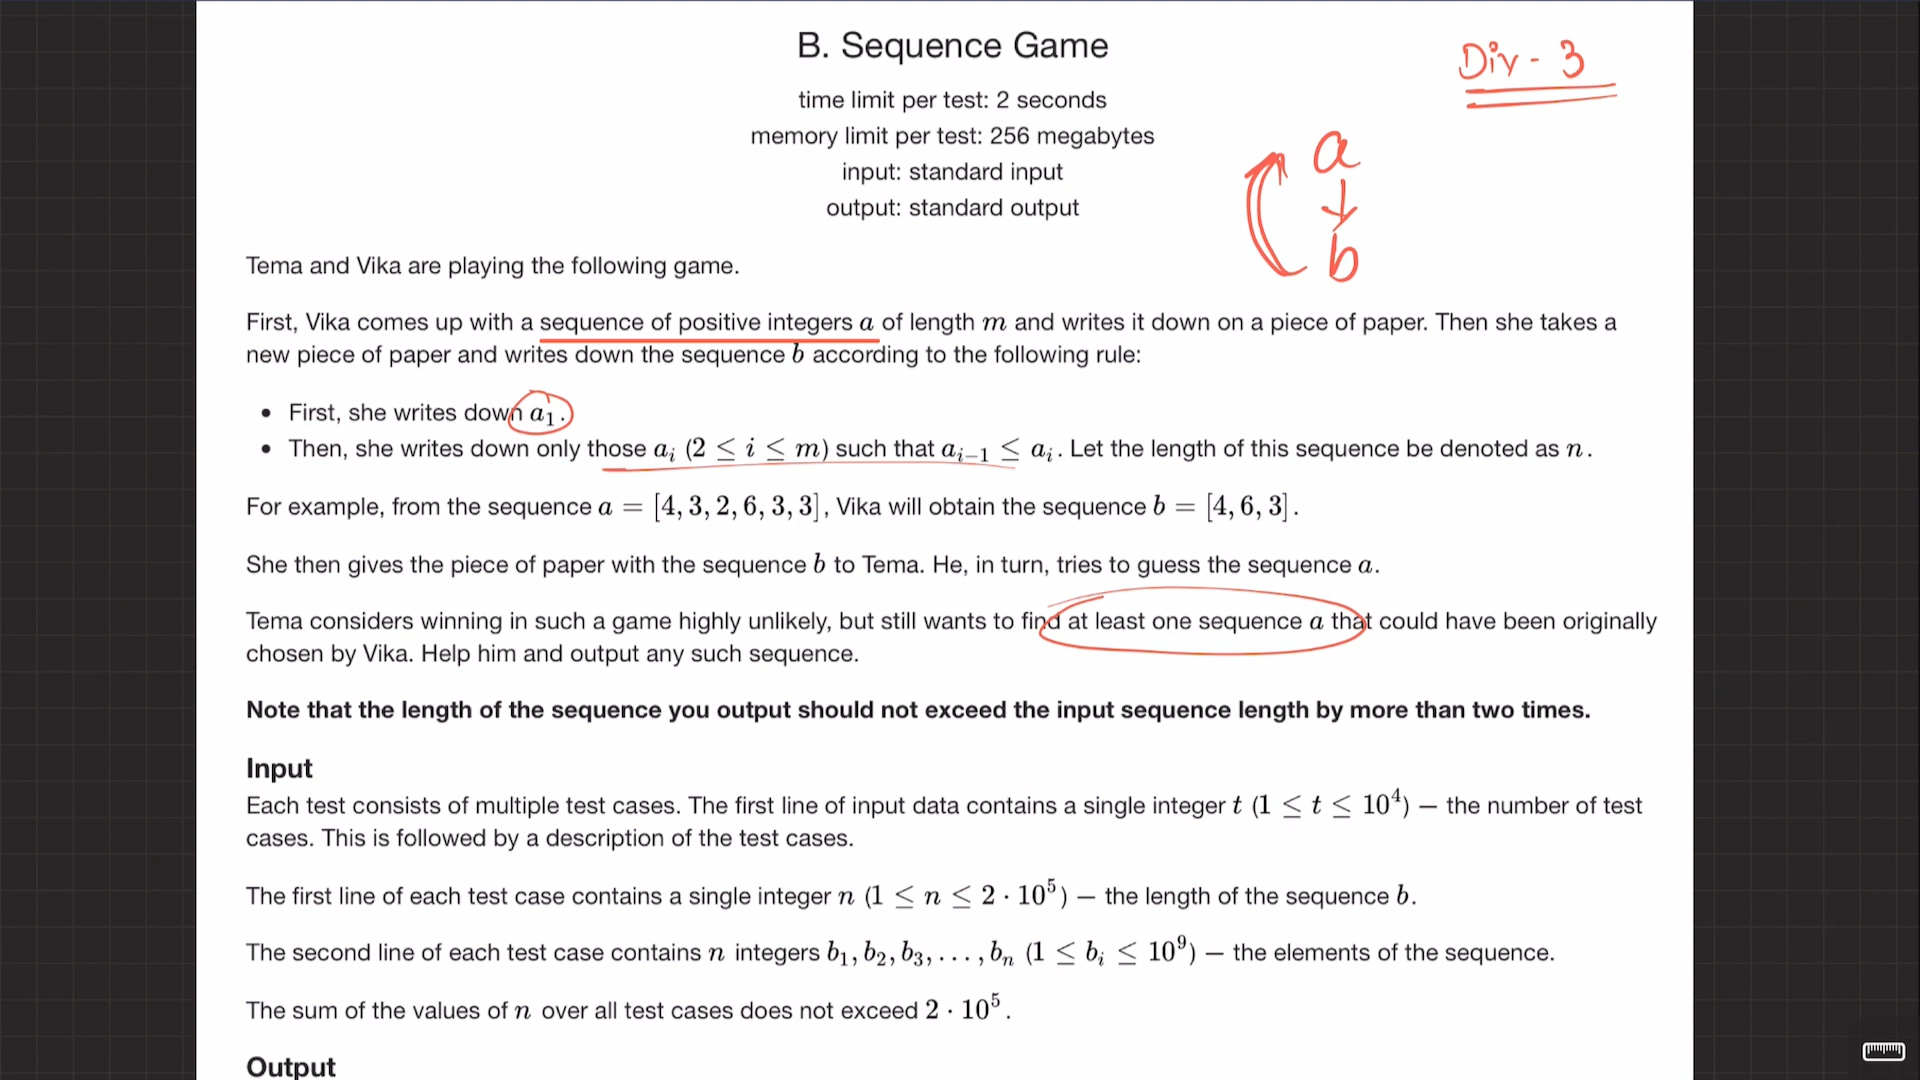 B. Sequence Game
Div - 3
time limit per test: 2 seconds
memory limit per test: 256 megabytes
input: standard input
output: standard output
a
b
Tema and Vika are playing the following game.
First, Vika comes up with a sequence of positive integers a of length m and writes it down on a piece of paper. Then she takes a
new piece of paper and writes down the sequence b according to the following rule:
• First, she writes down a₁.
• Then, she writes down only those aᵢ (2 ≤ i ≤ m) such that aᵢ₋₁ ≤ aᵢ. Let the length of this sequence be denoted as n.
For example, from the sequence a = [4, 3, 2, 6, 3, 3], Vika will obtain the sequence b = [4, 6, 3].
She then gives the piece of paper with the sequence b to Tema. He, in turn, tries to guess the sequence a.
Tema considers winning in such a game highly unlikely, but still wants to find at least one sequence a that could have been originally
chosen by Vika. Help him and output any such sequence.
Note that the length of the sequence you output should not exceed the input sequence length by more than two times.
Input
Each test consists of multiple test cases. The first line of input data contains a single integer t (1 ≤ t ≤ 10⁴) — the number of test
cases. This is followed by a description of the test cases.
The first line of each test case contains a single integer n (1 ≤ n ≤ 2 · 10⁵) — the length of the sequence b.
The second line of each test case contains n integers b₁, b₂, b₃, . . . , bₙ (1 ≤ bᵢ ≤ 10⁹) — the elements of the sequence.
The sum of the values of n over all test cases does not exceed 2 · 10⁵.
Output